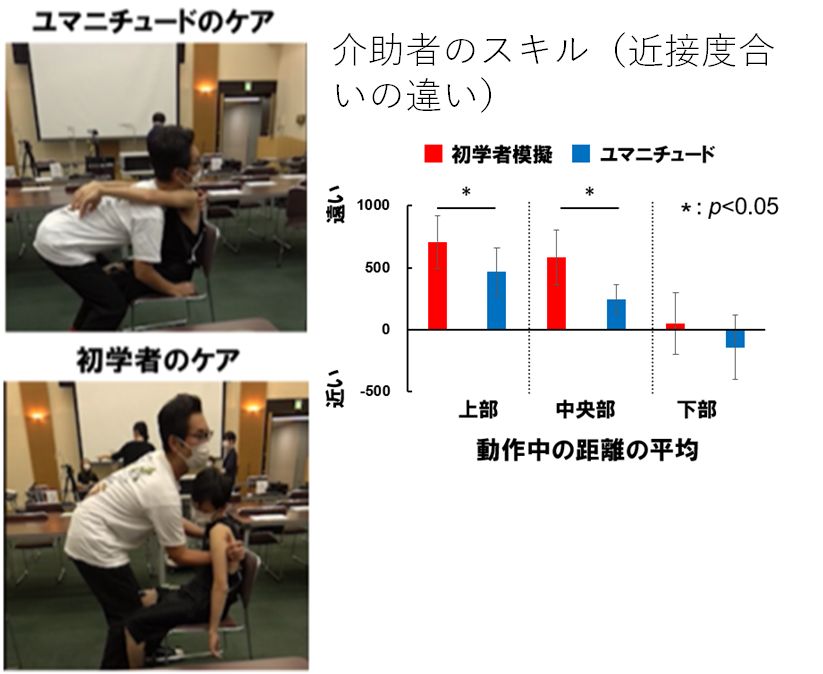 ユマニチュードのケア
介助者のスキル（近接度合
いの違い）
初学者模擬 ユマニチュード
*: p<0.05
遠い
1000
* *
500
0
-500
近い
上部 中央部 下部
動作中の距離の平均
初学者のケア